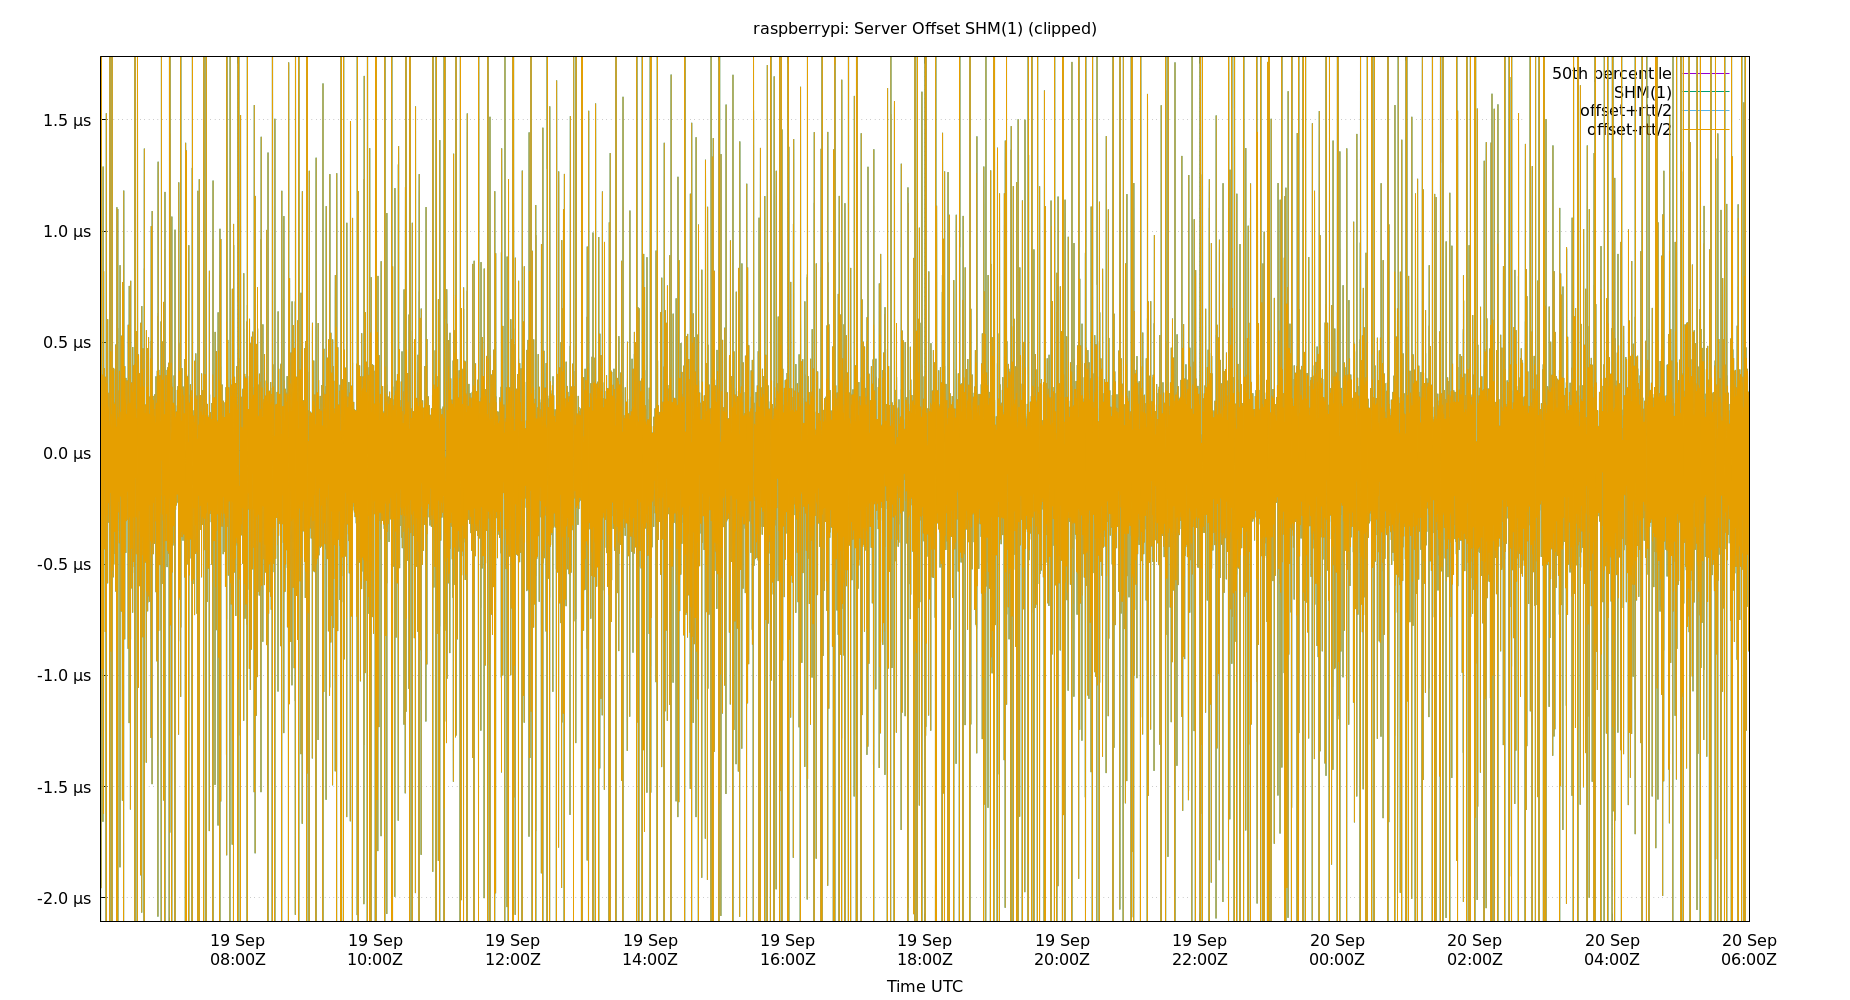 raspberrypi: Server Offset SHM(1) (clipped)
50th percentile
SHM(1)
offset+rtt/2
offset-rtt/2
1.5 µs
1.0 µs
0.5 µs
0.0 µs
-0.5 µs
-1.0 µs
-1.5 µs
-2.0 µs
19 Sep 19 Sep 19 Sep 19 Sep 19 Sep 19 Sep 19 Sep 19 Sep 20 Sep 20 Sep 20 Sep 20 Sep
08:00Z 10:00Z 12:00Z 14:00Z 16:00Z 18:00Z 20:00Z 22:00Z 00:00Z 02:00Z 04:00Z 06:00Z
Time UTC